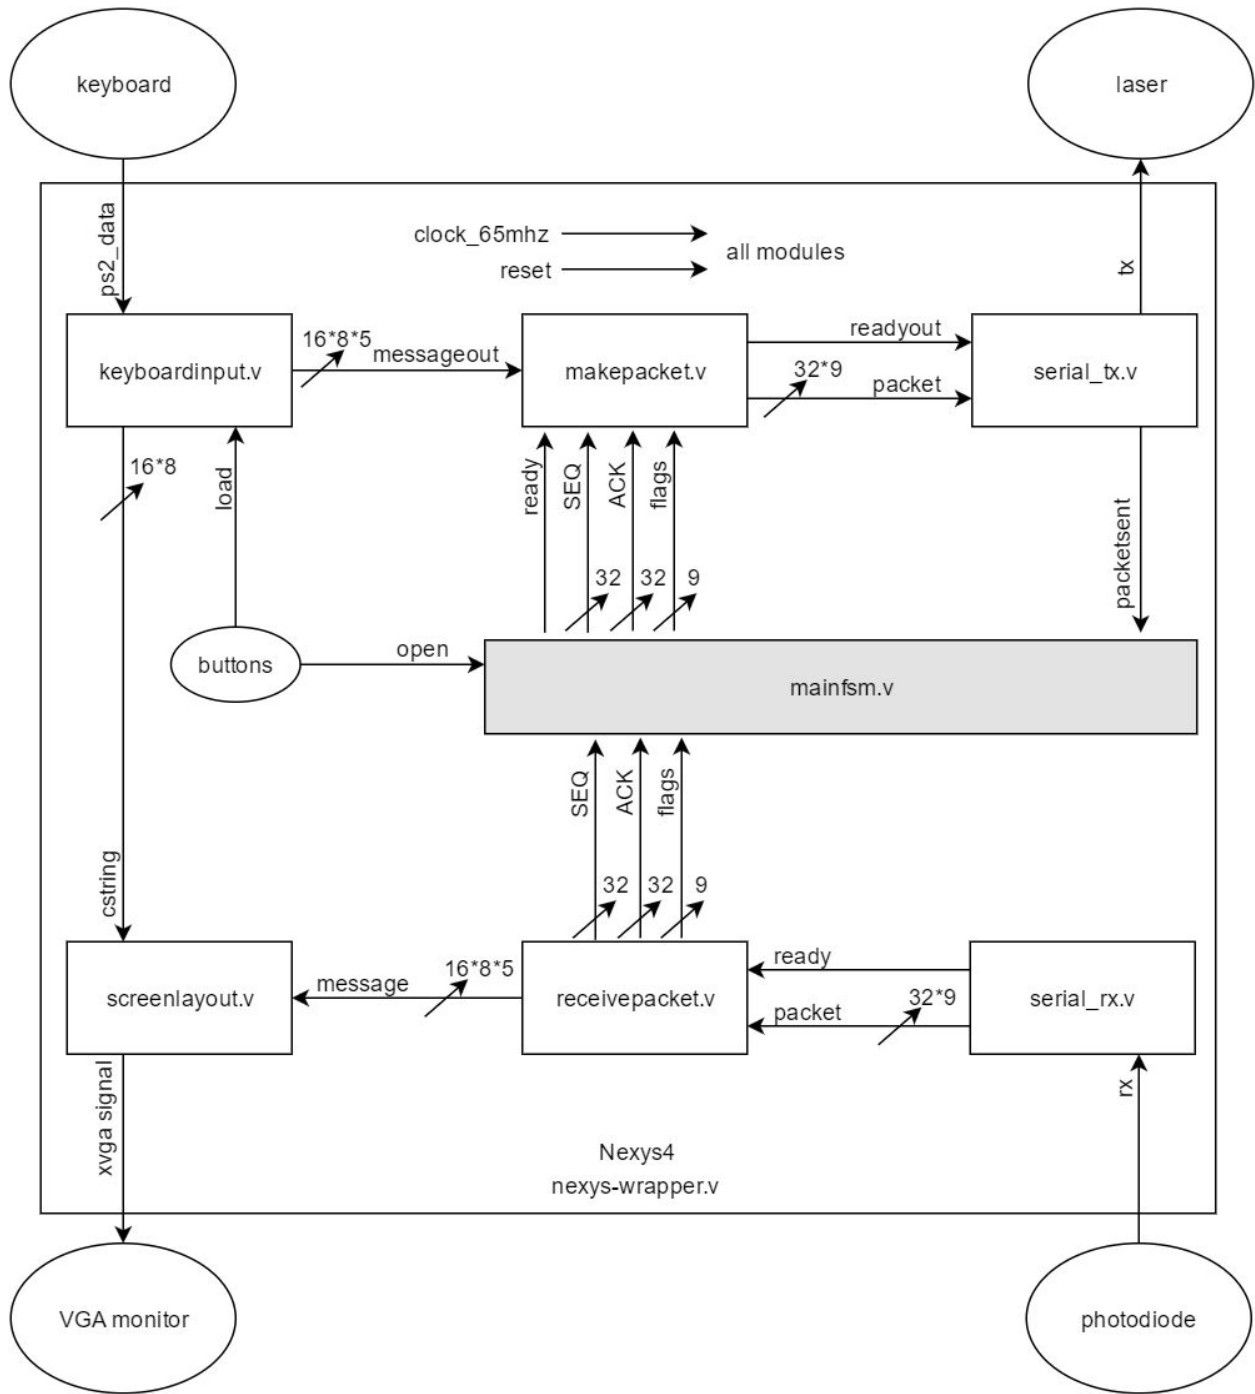 keyboard
laser
ps2_data
clock_65mhz
reset
all modules
tx
keyboardinput.v
16*8*5
messageout
makepacket.v
readyout
32*9
packet
serial_tx.v
16*8
load
ready
SEQ
ACK
flags
32
32
9
packetsent
buttons
open
mainfsm.v
SEQ
ACK
flags
32
32
9
cstring
screenlayout.v
message
16*8*5
receivepacket.v
ready
packet
32*9
serial_rx.v
xvga signal
rx
Nexys4
nexys-wrapper.v
VGA monitor
photodiode